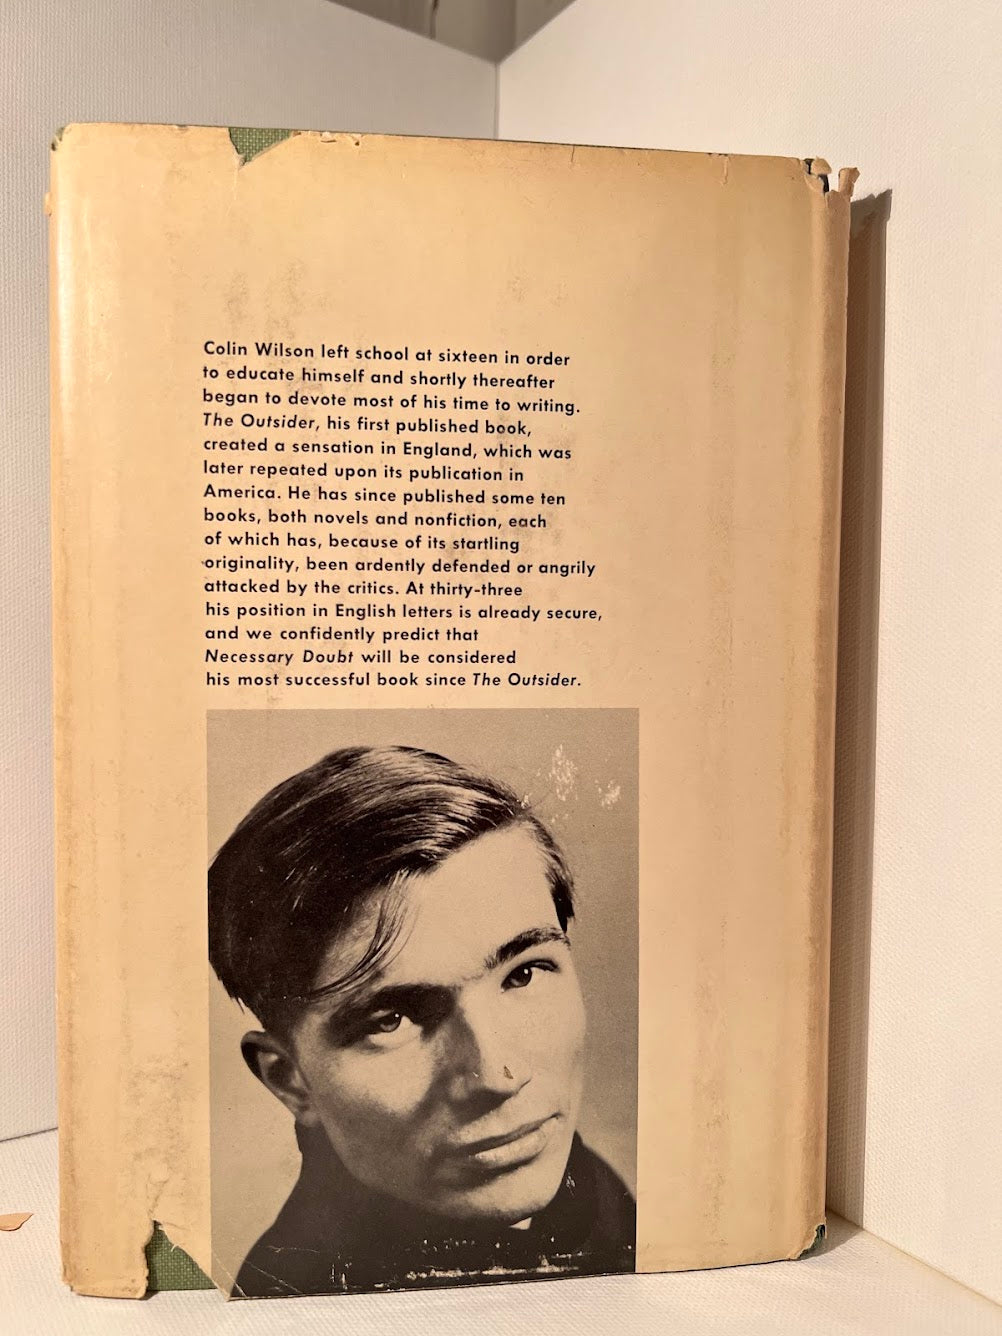 Colin Wilson left school at sixteen in order
to educate himself and shortly thereafter
began to devote most of his time to writing.
The Outsider, his first published book,
created a sensation in England, which was
later repeated upon its publication in
America. He has since published some ten
books, both novels and nonfiction, each
of which has, because of its startling
originality, been ardently defended or angrily
attacked by the critics. At thirty-three
his position in English letters is already secure,
and we confidently predict that
Necessary Doubt will be considered
his most successful book since The Outsider.